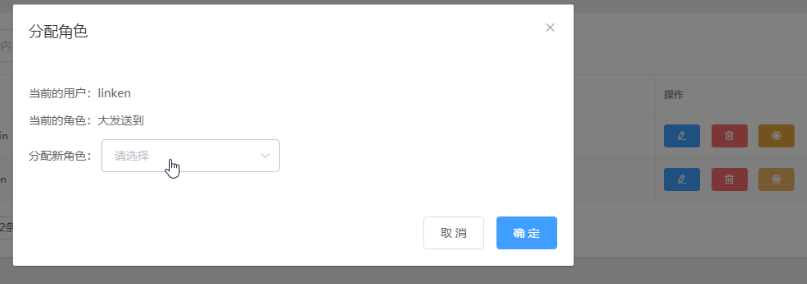 分配角色
内
当前的用户：linken
操作
当前的角色：大发送到
in
分配新角色：
请选择
en
2条
取消
确定